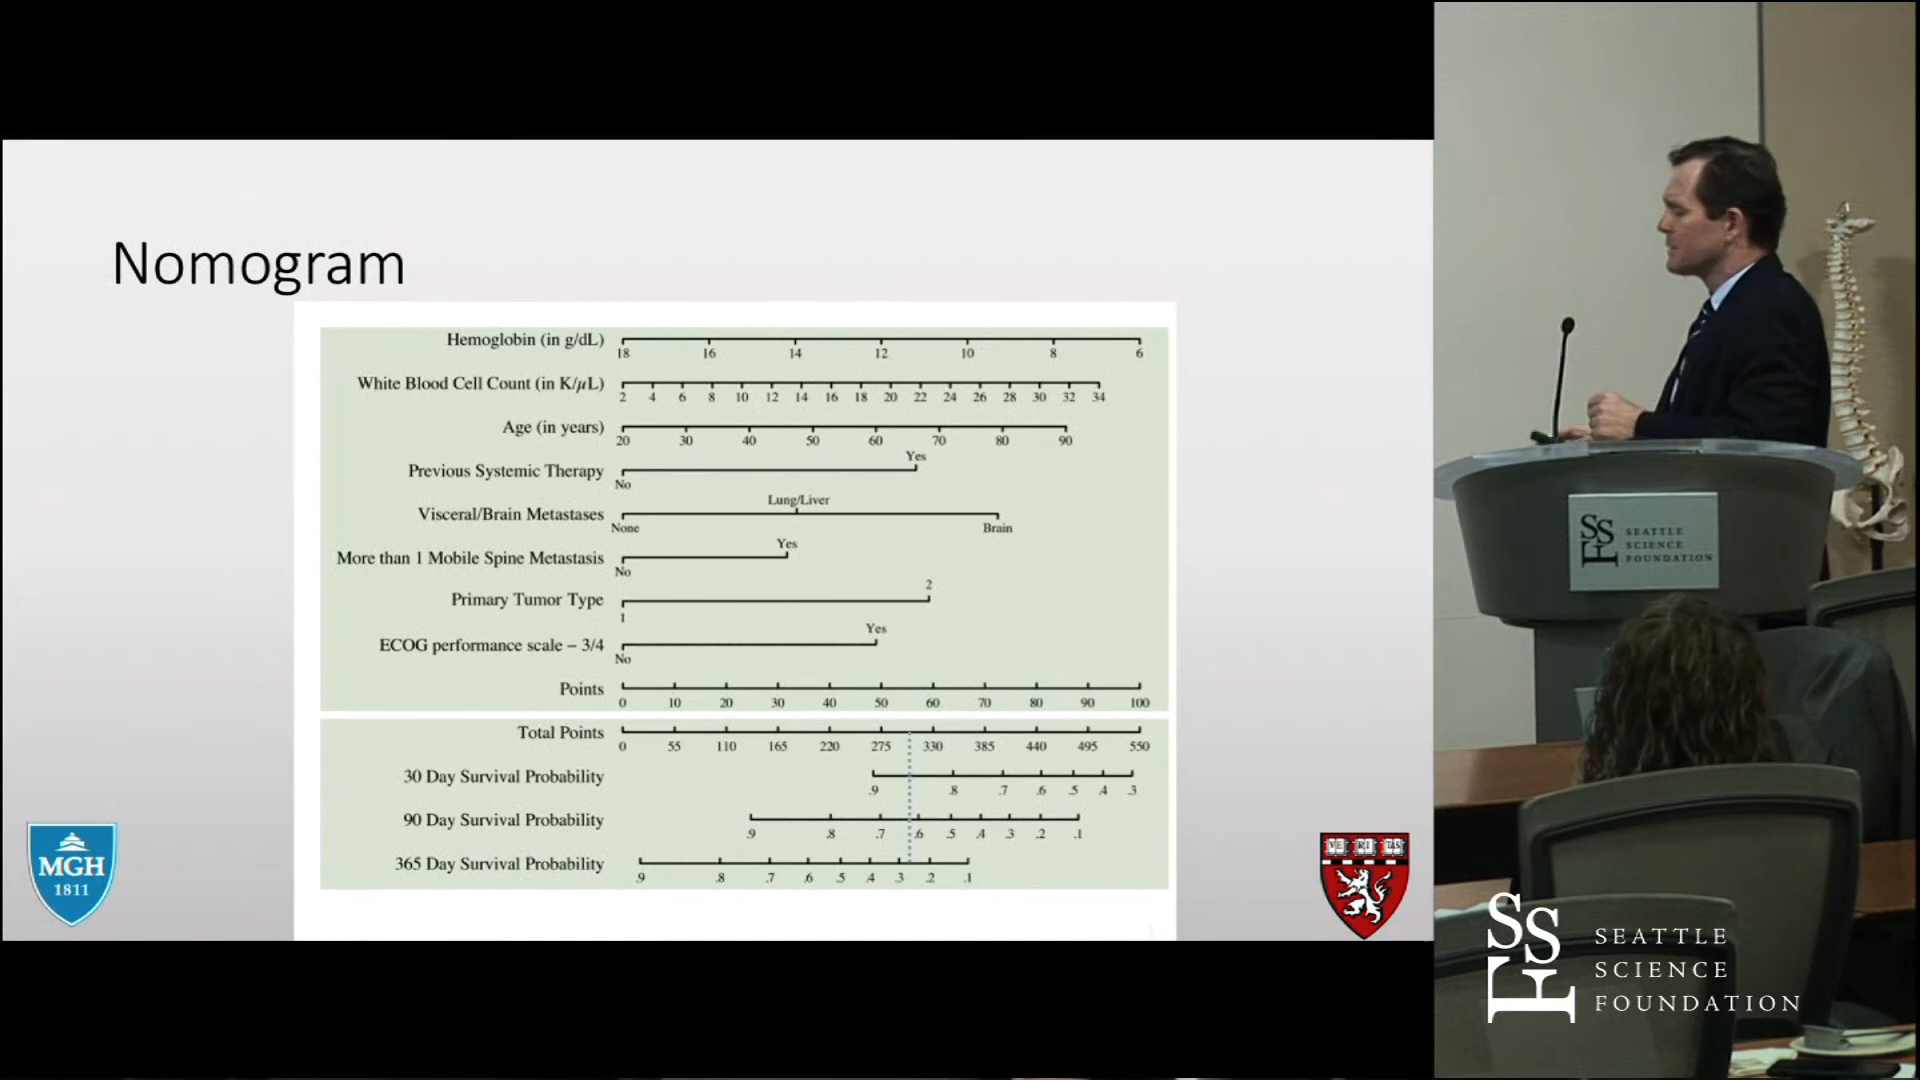 Nomogram
Hemoglobin (in g/dL)
18 16 14 12 10 8 6
White Blood Cell Count (in K/μL)
2 4 6 8 10 12 14 16 18 20 22 24 26 28 30 32 34
Age (in years)
20 30 40 50 60 70 80 90
Yes
Previous Systemic Therapy
No
Lung/Liver
Visceral/Brain Metastases
None Brain
Yes
More than 1 Mobile Spine Metastasis
No
2
Primary Tumor Type
1
Yes
ECOG performance scale – 3/4
No
Points
0 10 20 30 40 50 60 70 80 90 100
Total Points
0 55 110 165 220 275 330 385 440 495 550
30 Day Survival Probability
.9 .8 .7 .6 .5 .4 .3
90 Day Survival Probability
.9 .8 .7 .6 .5 .4 .3 .2 .1
365 Day Survival Probability
.9 .8 .7 .6 .5 .4 .3 .2 .1
MGH
1811
VE RI TAS
SSF
SEATTLE
SCIENCE
FOUNDATION
SSF
SEATTLE
SCIENCE
FOUNDATION